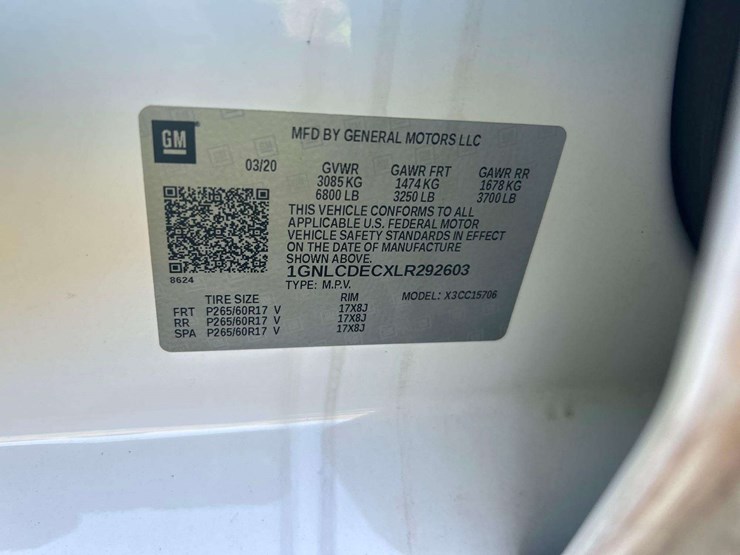 GM
MFD BY GENERAL MOTORS LLC
03/20 GVWR GAWR FRT GAWR RR
3085 KG 1474 KG 1678 KG
6800 LB 3250 LB 3700 LB
THIS VEHICLE CONFORMS TO ALL
APPLICABLE U.S. FEDERAL MOTOR
VEHICLE SAFETY STANDARDS IN EFFECT
ON THE DATE OF MANUFACTURE
SHOWN ABOVE.
8624
1GNLCDECXLR292603
TYPE: M.P.V. MODEL: X3CC15706
TIRE SIZE RIM
FRT P265/60R17 V 17X8J
RR P265/60R17 V 17X8J
SPA P265/60R17 V 17X8J